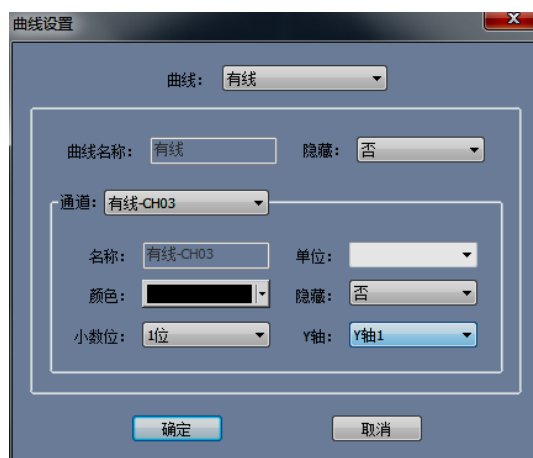 曲线设置
曲线： 有线
曲线名称： 有线 隐藏： 否
通道： 有线-CH03
名称： 有线-CH03 单位：
颜色： 隐藏： 否
小数位： 1位 Y轴： Y轴1
确定 取消